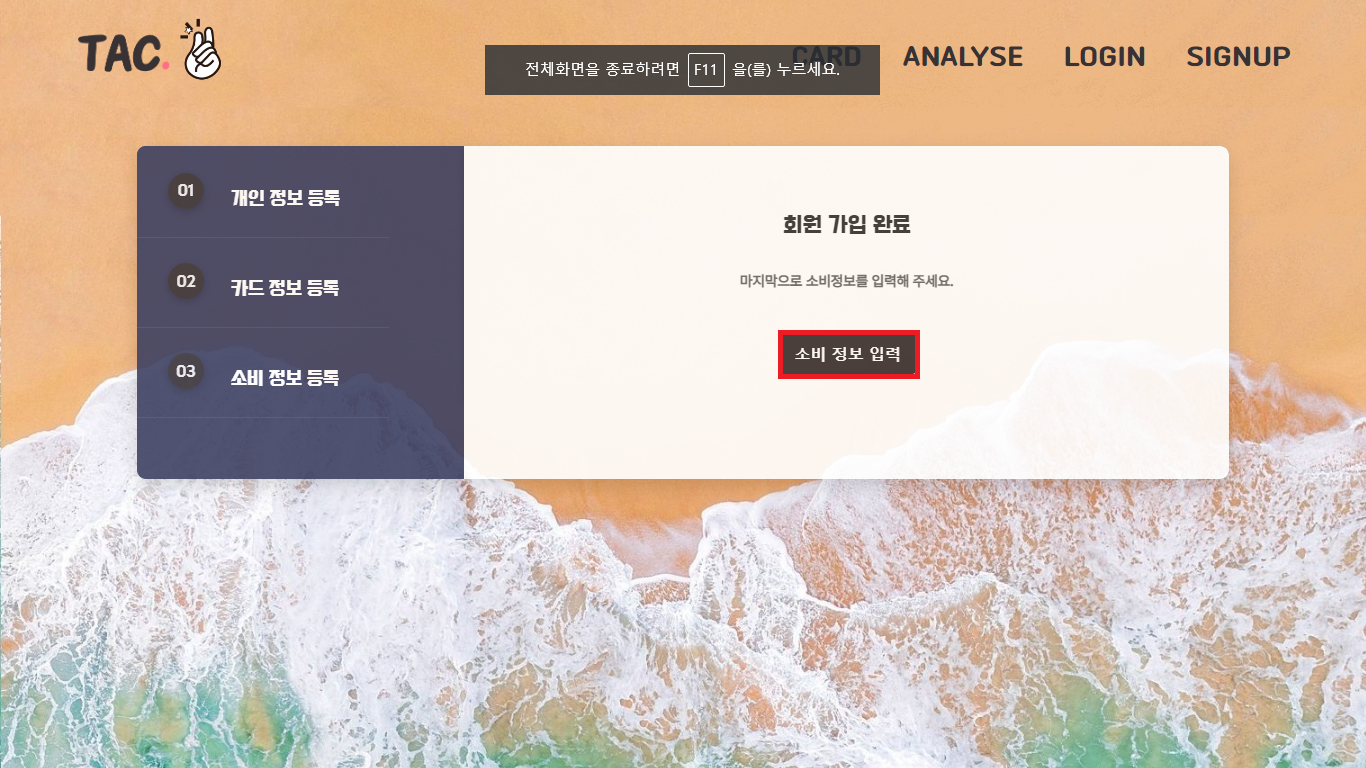 TAC.
CARD ANALYSE LOGIN SIGNUP
전체화면을 종료하려면 F11 을(를) 누르세요.
01 개인 정보 등록
02 카드 정보 등록
03 소비 정보 등록
회원 가입 완료
마지막으로 소비정보를 입력해 주세요.
소비 정보 입력